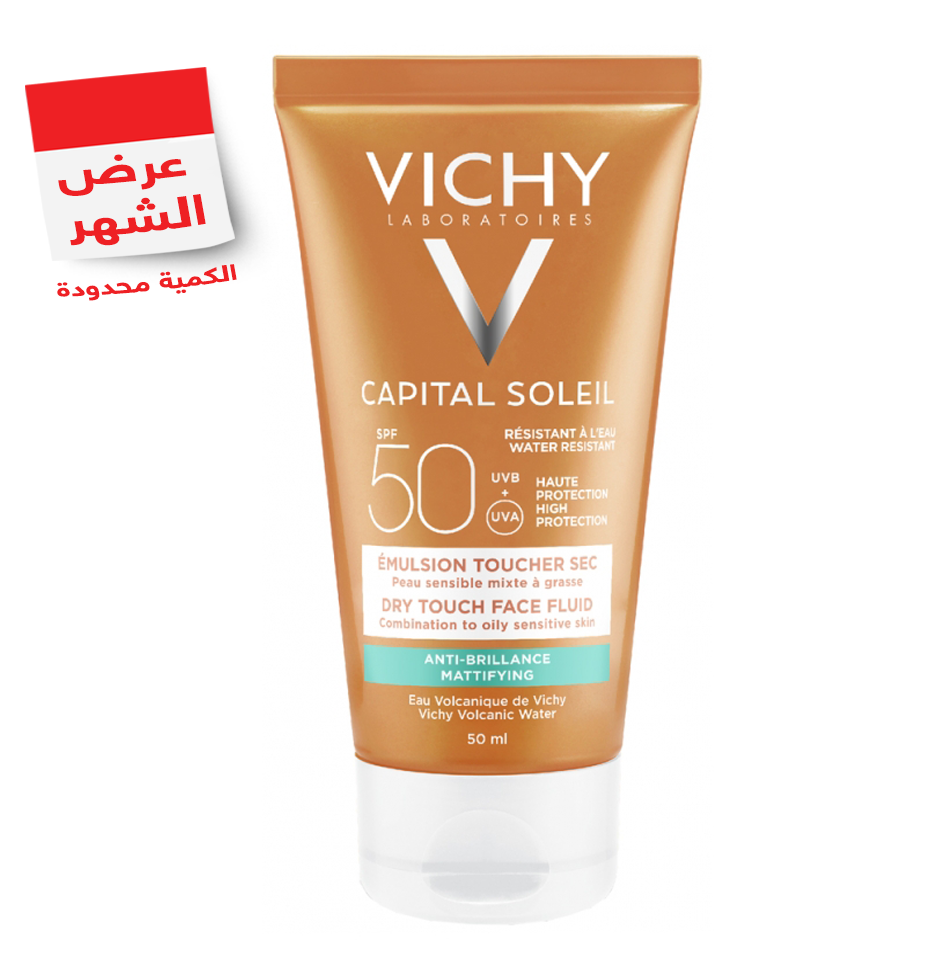 عرض
الشهر
الكمية محدودة
VICHY
LABORATOIRES
CAPITAL SOLEIL
SPF
50
UVB
+
UVA
RÉSISTANT À L'EAU
WATER RESISTANT
HAUTE
PROTECTION
HIGH
PROTECTION
ÉMULSION TOUCHER SEC
Peau sensible mixte à grasse
DRY TOUCH FACE FLUID
Combination to oily sensitive skin
ANTI-BRILLANCE
MATTIFYING
Eau Volcanique de Vichy
Vichy Volcanic Water
50 ml